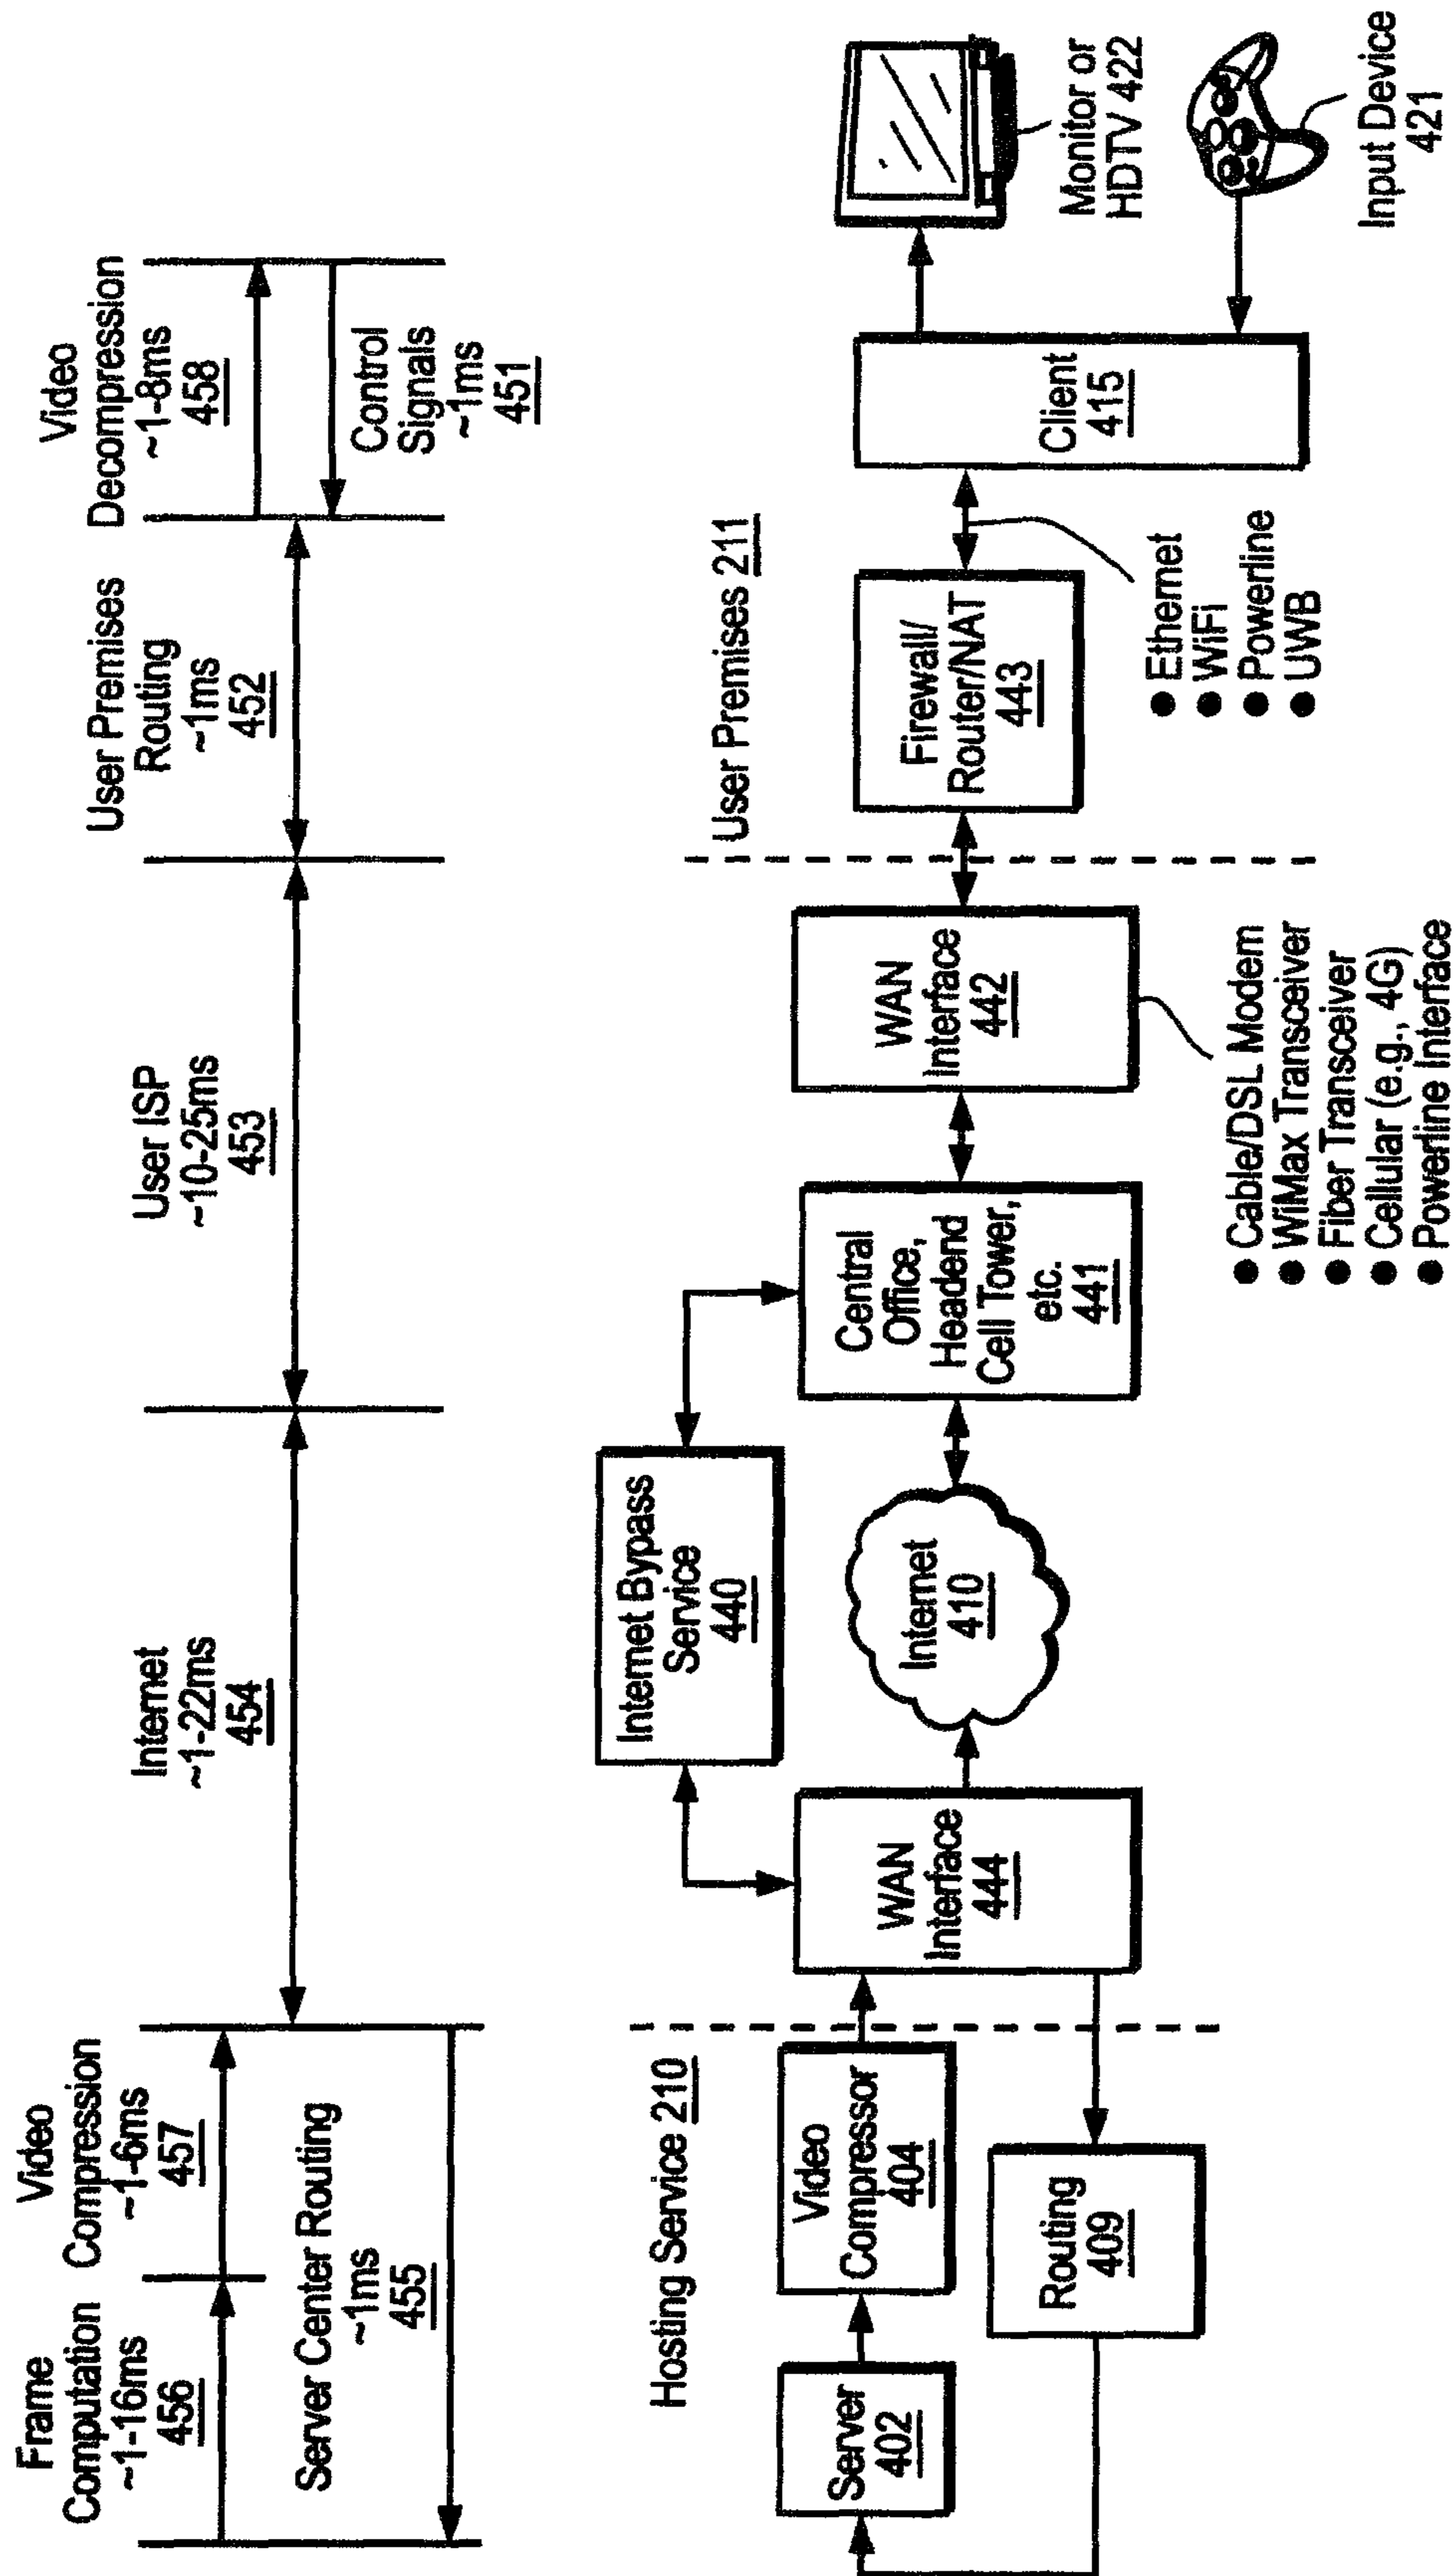 Frame
Computation
~1-16ms
456
Video
Compression
~1-6ms
457
Server Center Routing
~1ms
455
Internet
~1-22ms
454
User ISP
~10-25ms
453
User Premises
Routing
~1ms
452
Video
Decompression
~1-8ms
458
Control
Signals
~1ms
451
Hosting Service 210
Server
402
Video
Compressor
404
Routing
409
WAN
Interface
444
Internet Bypass
Service
440
Internet
410
Central
Office,
Headend
Cell Tower,
etc.
441
WAN
Interface
442
● Cable/DSL Modem
● WiMax Transceiver
● Fiber Transceiver
● Cellular (e.g., 4G)
● Powerline Interface
User Premises 211
Firewall/
Router/NAT
443
● Ethernet
● WiFi
● Powerline
● UWB
Client
415
Monitor or
HDTV 422
Input Device
421